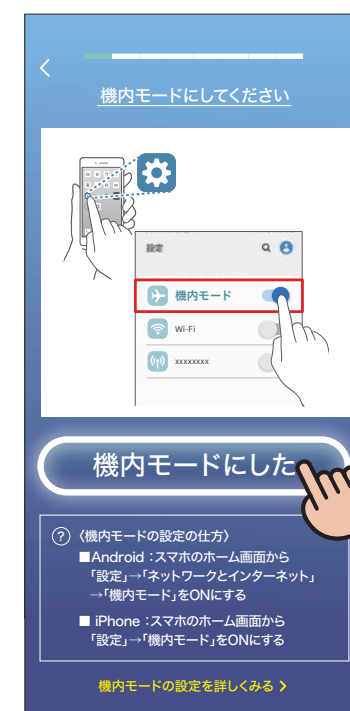 機内モードにしてください
設定
機内モード
Wi-Fi
xxxxxxxx
機内モードにした
? 〈機内モードの設定の仕方〉
■Android：スマホのホーム画面から
「設定」→「ネットワークとインターネット」
→「機内モード」をONにする
■ iPhone：スマホのホーム画面から
「設定」→「機内モード」をONにする
機内モードの設定を詳しくみる >